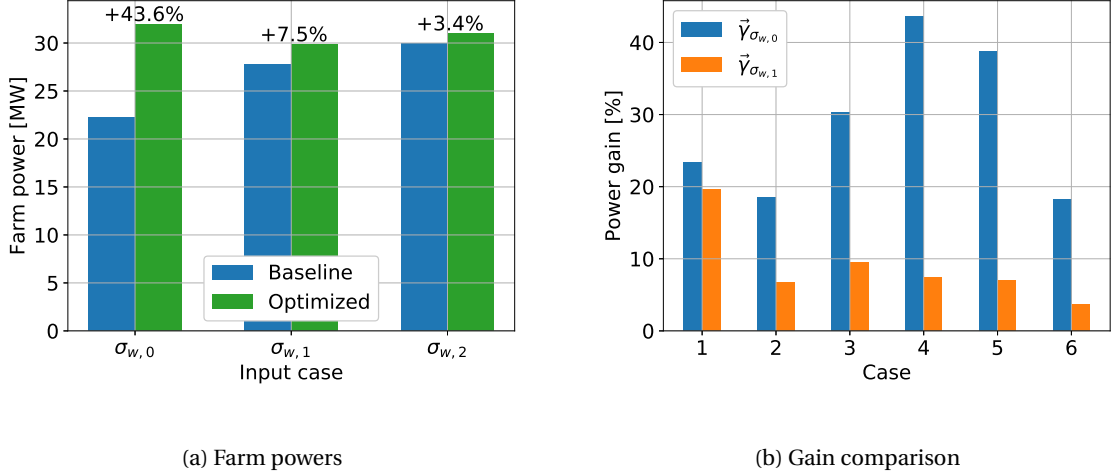 +43.6%
+7.5%
+3.4%
30
25
20
15
10
5
0
Farm power [MW]
Baseline
Optimized
σw,0
σw,1
σw,2
Input case
(a) Farm powers
γ⃗σw,0
γ⃗σw,1
40
30
20
10
0
Power gain [%]
1 2 3 4 5 6
Case
(b) Gain comparison